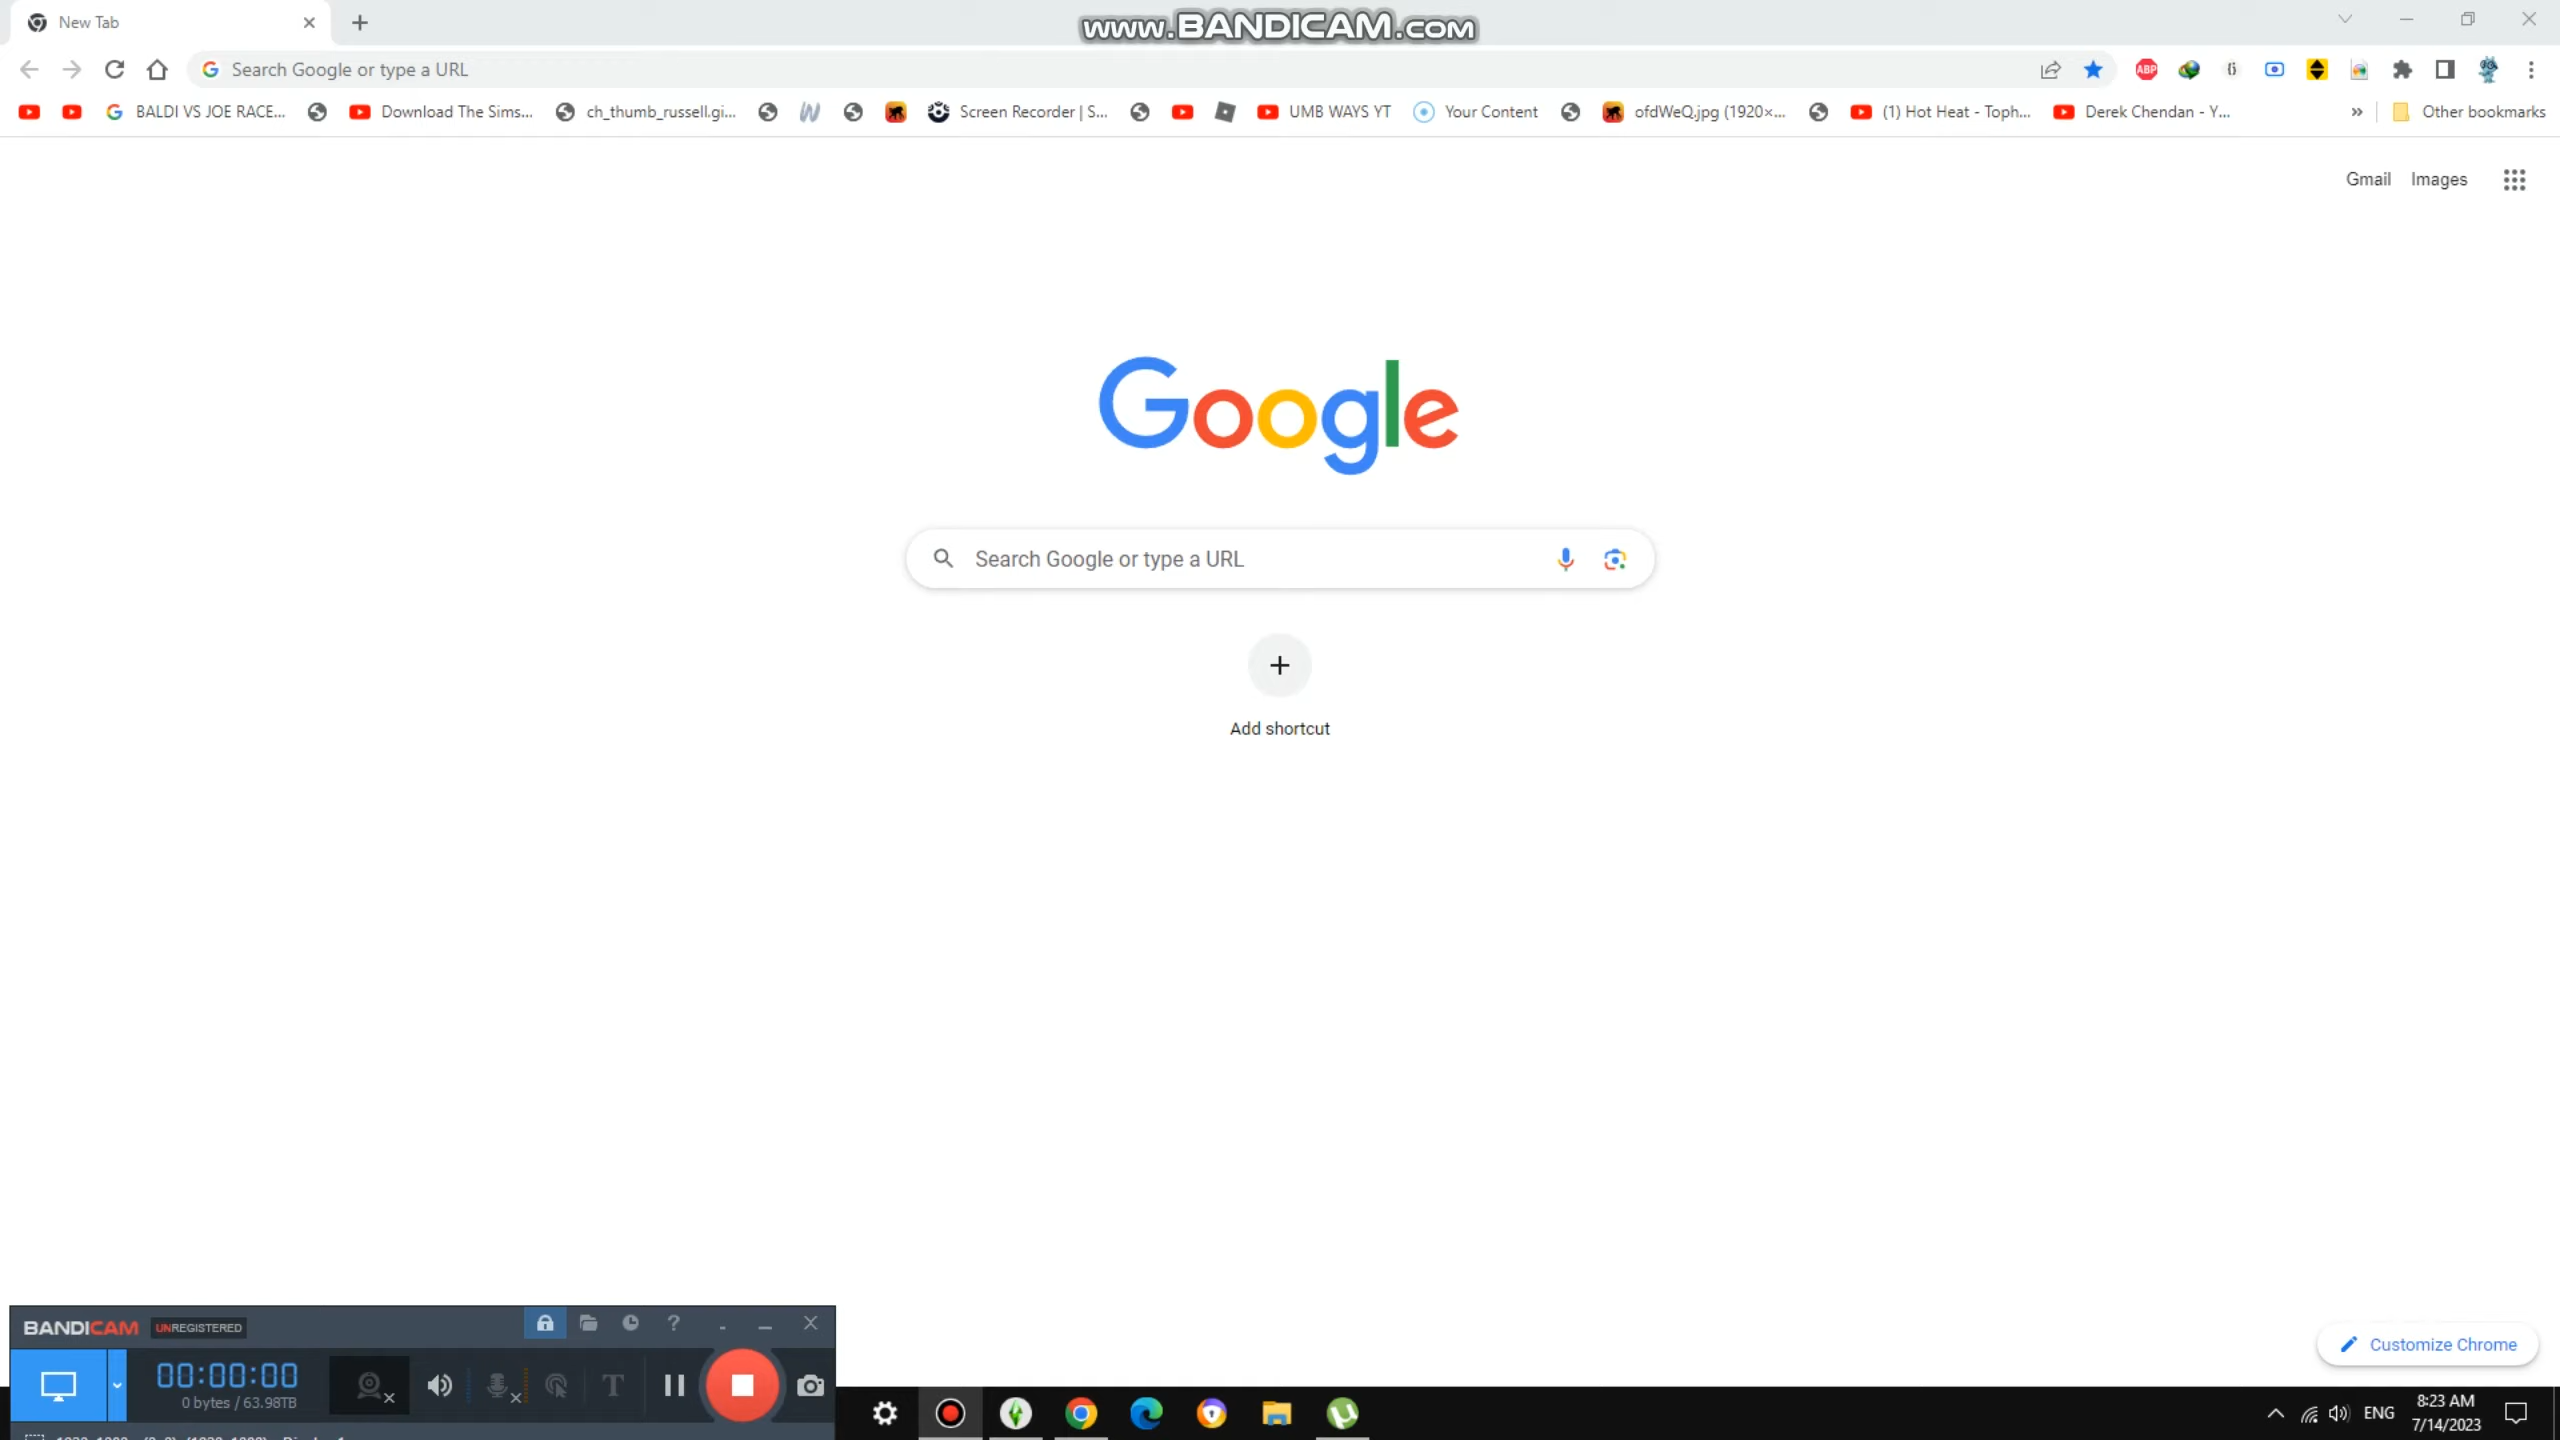 New Tab
www.BANDICAM.com
Search Google or type a URL
ABP
BALDI VS JOE RACE...
Download The Sims...
ch_thumb_russell.gi...
Screen Recorder | S...
UMB WAYS YT
Your Content
ofdWeQ.jpg (1920×...
(1) Hot Heat - Toph...
Derek Chendan - Y...
Other bookmarks
Gmail
Images
Google
Search Google or type a URL
Add shortcut
BANDICAM
UNREGISTERED
00:00:00
0 bytes / 63.98TB
Customize Chrome
ENG
8:23 AM
7/14/2023